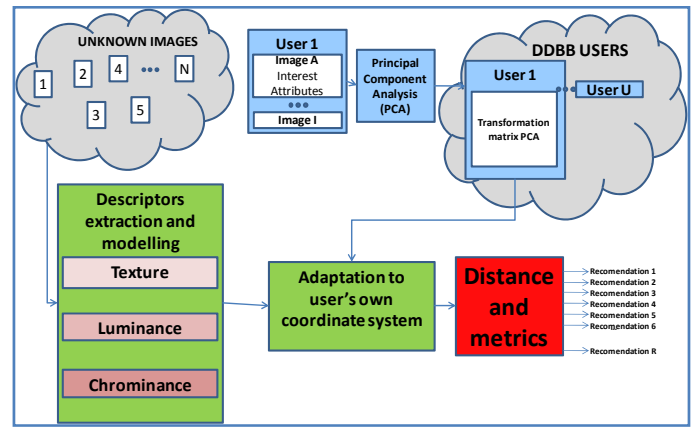 UNKNOWN IMAGES
1
2
4
•••
N
3
5
User 1
Image A
Interest
Attributes
•••
Image I
Principal
Component
Analysis
(PCA)
DDBB USERS
User 1
•••
User U
Transformation
matrix PCA
Descriptors
extraction and
modelling
Texture
Luminance
Chrominance
Adaptation to
user's own
coordinate system
Distance
and
metrics
Recomendation 1
Recomendation 2
Recomendation 3
Recomendation 4
Recomendation 5
Recomendation 6
Recomendation R